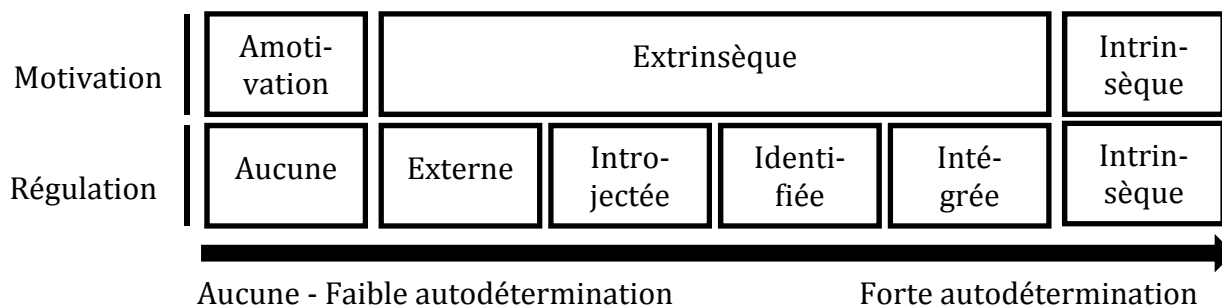 Motivation
Amoti-
vation
Extrinsèque
Intrin-
sèque
Régulation
Aucune
Externe
Intro-
jectée
Identi-
fiée
Inté-
grée
Intrin-
sèque
Aucune - Faible autodétermination
Forte autodétermination